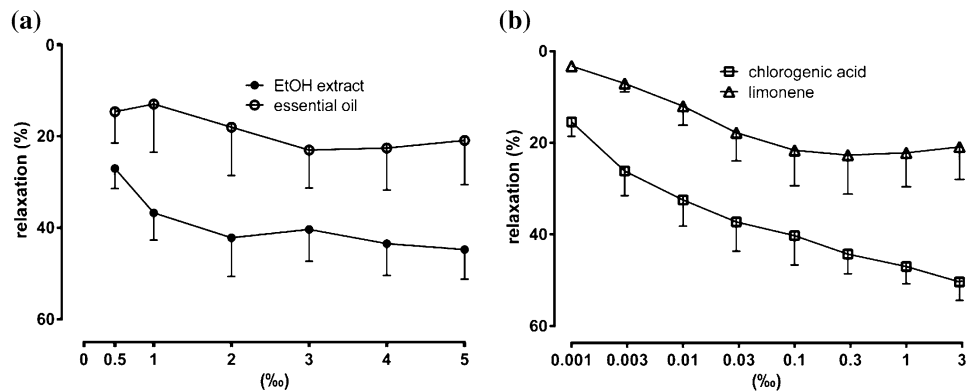 (a)
0
20
40
60
relaxation (%)
EtOH extract
essential oil
0 0.5 1 2 3 4 5
(‰)
(b)
0
20
40
60
relaxation (%)
chlorogenic acid
limonene
0.001 0.003 0.01 0.03 0.1 0.3 1 3
(‰)